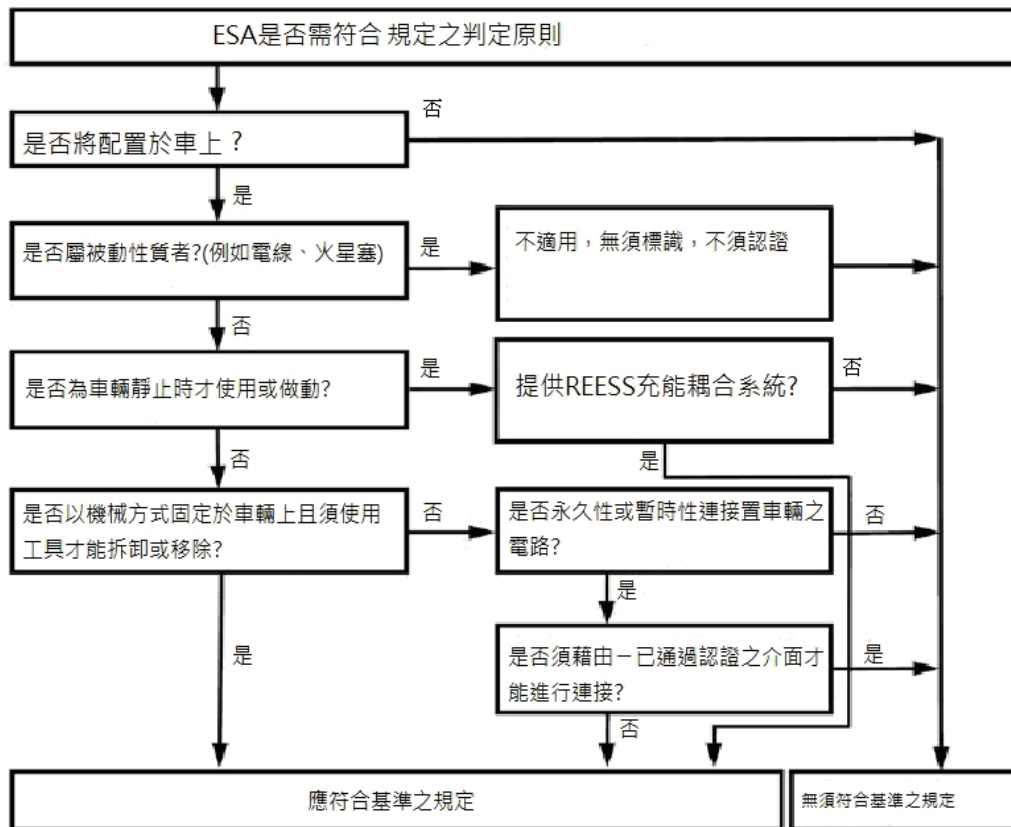 ESA是否需符合 規定之判定原則
否
是否將配置於車上？
是
是否屬被動性質者?(例如電線、火星塞)
是
不適用，無須標識，不須認證
否
是否為車輛靜止時才使用或做動?
是
提供REESS充能耦合系統?
否
否
是
是否以機械方式固定於車輛上且須使用
工具才能拆卸或移除?
否
是否永久性或暫時性連接置車輛之
電路?
否
是
是
是否須藉由－已通過認證之介面才
能進行連接?
是
否
應符合基準之規定
無須符合基準之規定